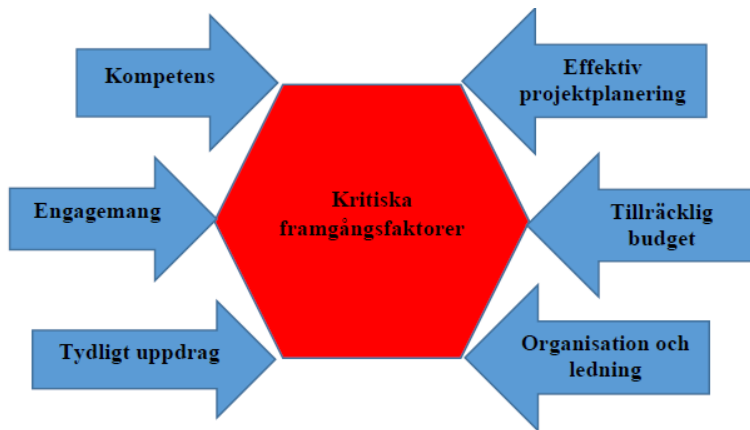 Kompetens
Effektiv
projektplanering
Engagemang
Kritiska
framgångsfaktorer
Tillräcklig
budget
Tydligt uppdrag
Organisation och
ledning